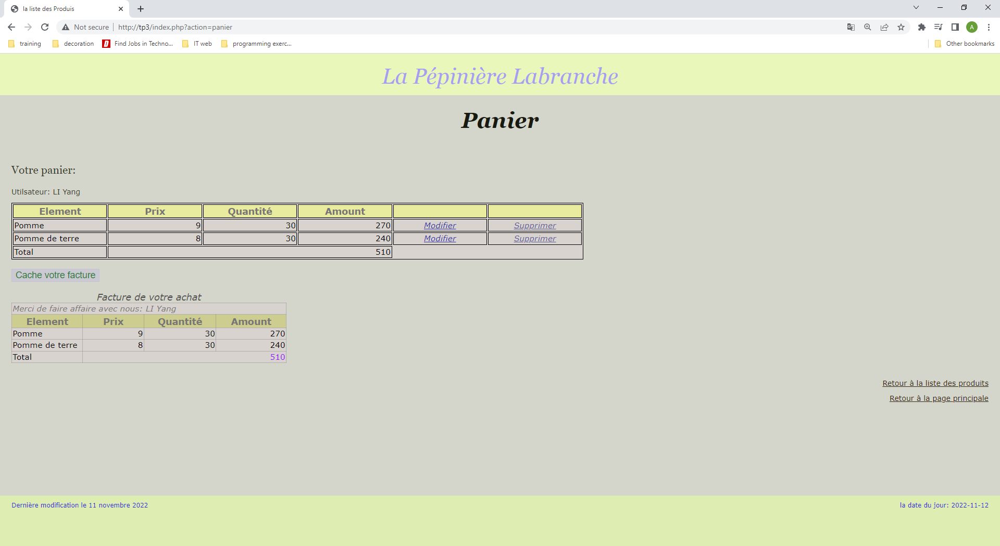 la liste des Produis
Not secure http://tp3/index.php?action=panier
A
training decoration D Find Jobs in Techno... IT web programming exerc... Other bookmarks
La Pépinière Labranche
Panier
Votre panier:
Utilsateur: LI Yang
Element Prix Quantité Amount
Pomme 9 30 270 Modifier Supprimer
Pomme de terre 8 30 240 Modifier Supprimer
Total 510
Cache votre facture
Facture de votre achat
Merci de faire affaire avec nous: LI Yang
Element Prix Quantité Amount
Pomme 9 30 270
Pomme de terre 8 30 240
Total 510
Retour à la liste des produits
Retour à la page principale
Dernière modification le 11 novembre 2022 la date du jour: 2022-11-12